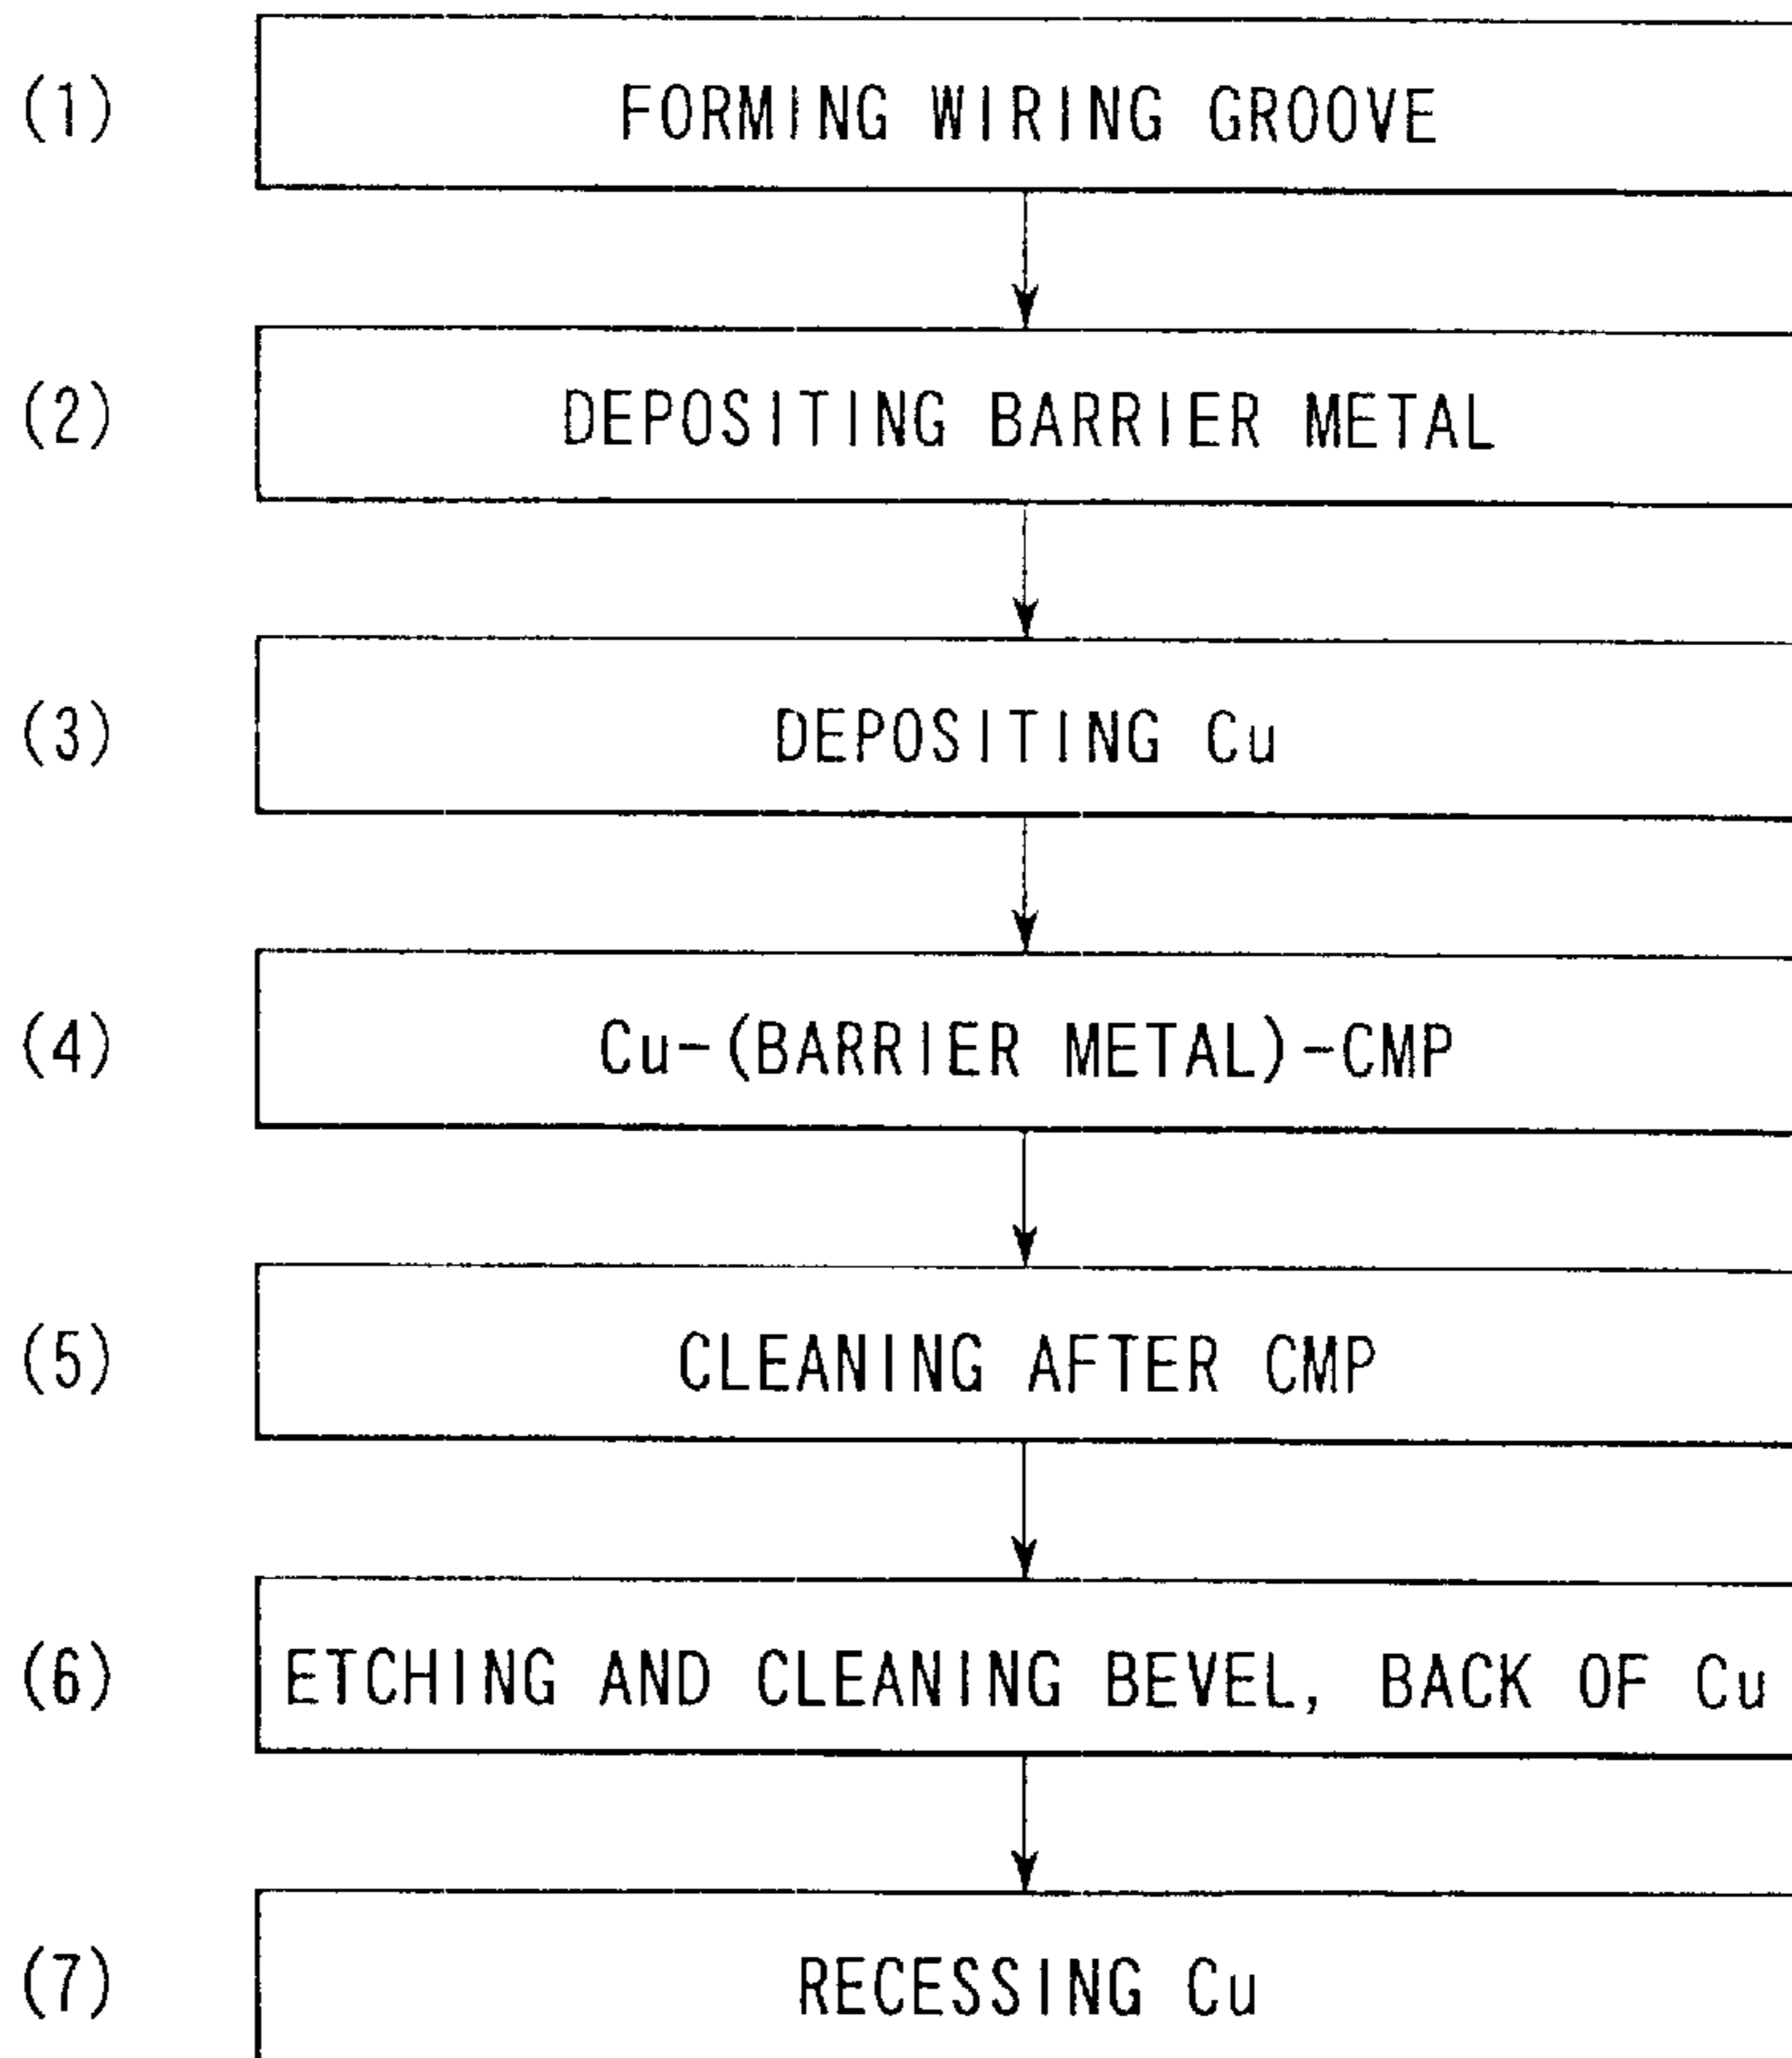 (1) FORMING WIRING GROOVE
(2) DEPOSITING BARRIER METAL
(3) DEPOSITING Cu
(4) Cu-(BARRIER METAL)-CMP
(5) CLEANING AFTER CMP
(6) ETCHING AND CLEANING BEVEL, BACK OF Cu
(7) RECESSING Cu